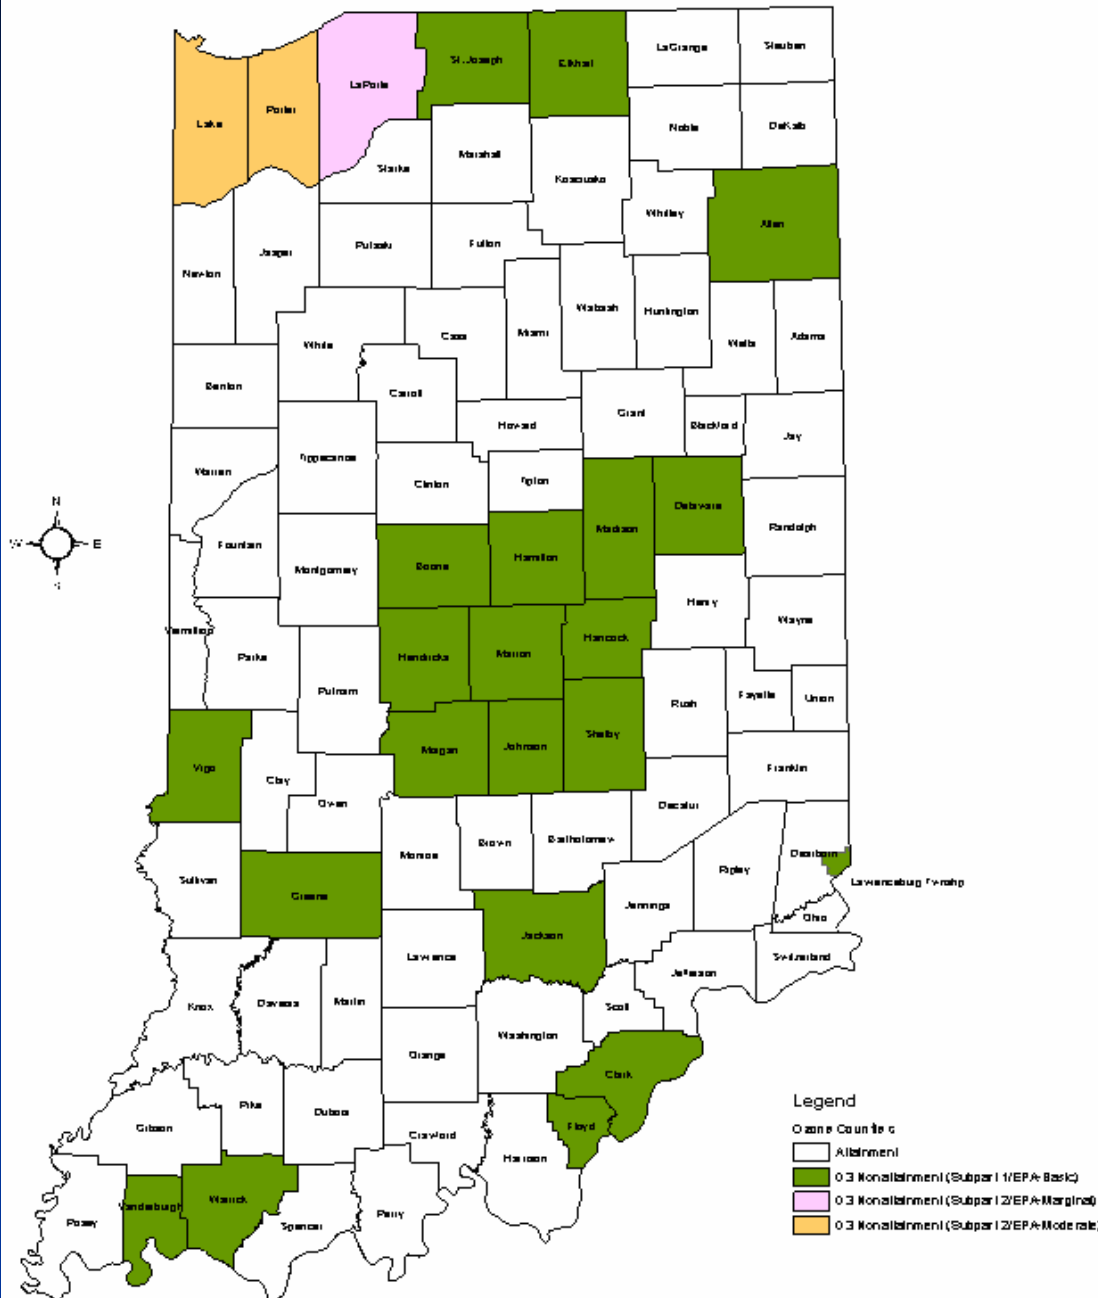 LaGrange
Steuben
St. Joseph
Elkhart
LaPorte
Porter
Lake
Noble
DeKalb
Marshall
Starke
Kosciusko
Whitley
Allen
Pulaski
Fulton
Jasper
Newton
Wabash
Huntington
White
Cass
Miami
Wells
Adams
Benton
Carroll
Howard
Grant
Blackford
Jay
Warren
Tippecanoe
Clinton
Tipton
Madison
Delaware
Randolph
N
W
E
S
Fountain
Montgomery
Boone
Hamilton
Henry
Wayne
Vermillion
Parke
Putnam
Hendricks
Marion
Hancock
Rush
Fayette
Union
Vigo
Clay
Owen
Morgan
Johnson
Shelby
Franklin
Decatur
Sullivan
Greene
Monroe
Brown
Bartholomew
Ripley
Dearborn
Lawrenceburg Twnshp
Jennings
Ohio
Jackson
Lawrence
Switzerland
Jefferson
Knox
Daviess
Martin
Scott
Washington
Orange
Clark
Gibson
Pike
Dubois
Crawford
Floyd
Harrison
Posey
Vanderburgh
Warrick
Spencer
Perry
Legend
Ozone Counties
Attainment
O3 Nonattainment (Subpart 1/EPA-Basic)
O3 Nonattainment (Subpart 2/EPA-Marginal)
O3 Nonattainment (Subpart 2/EPA-Moderate)